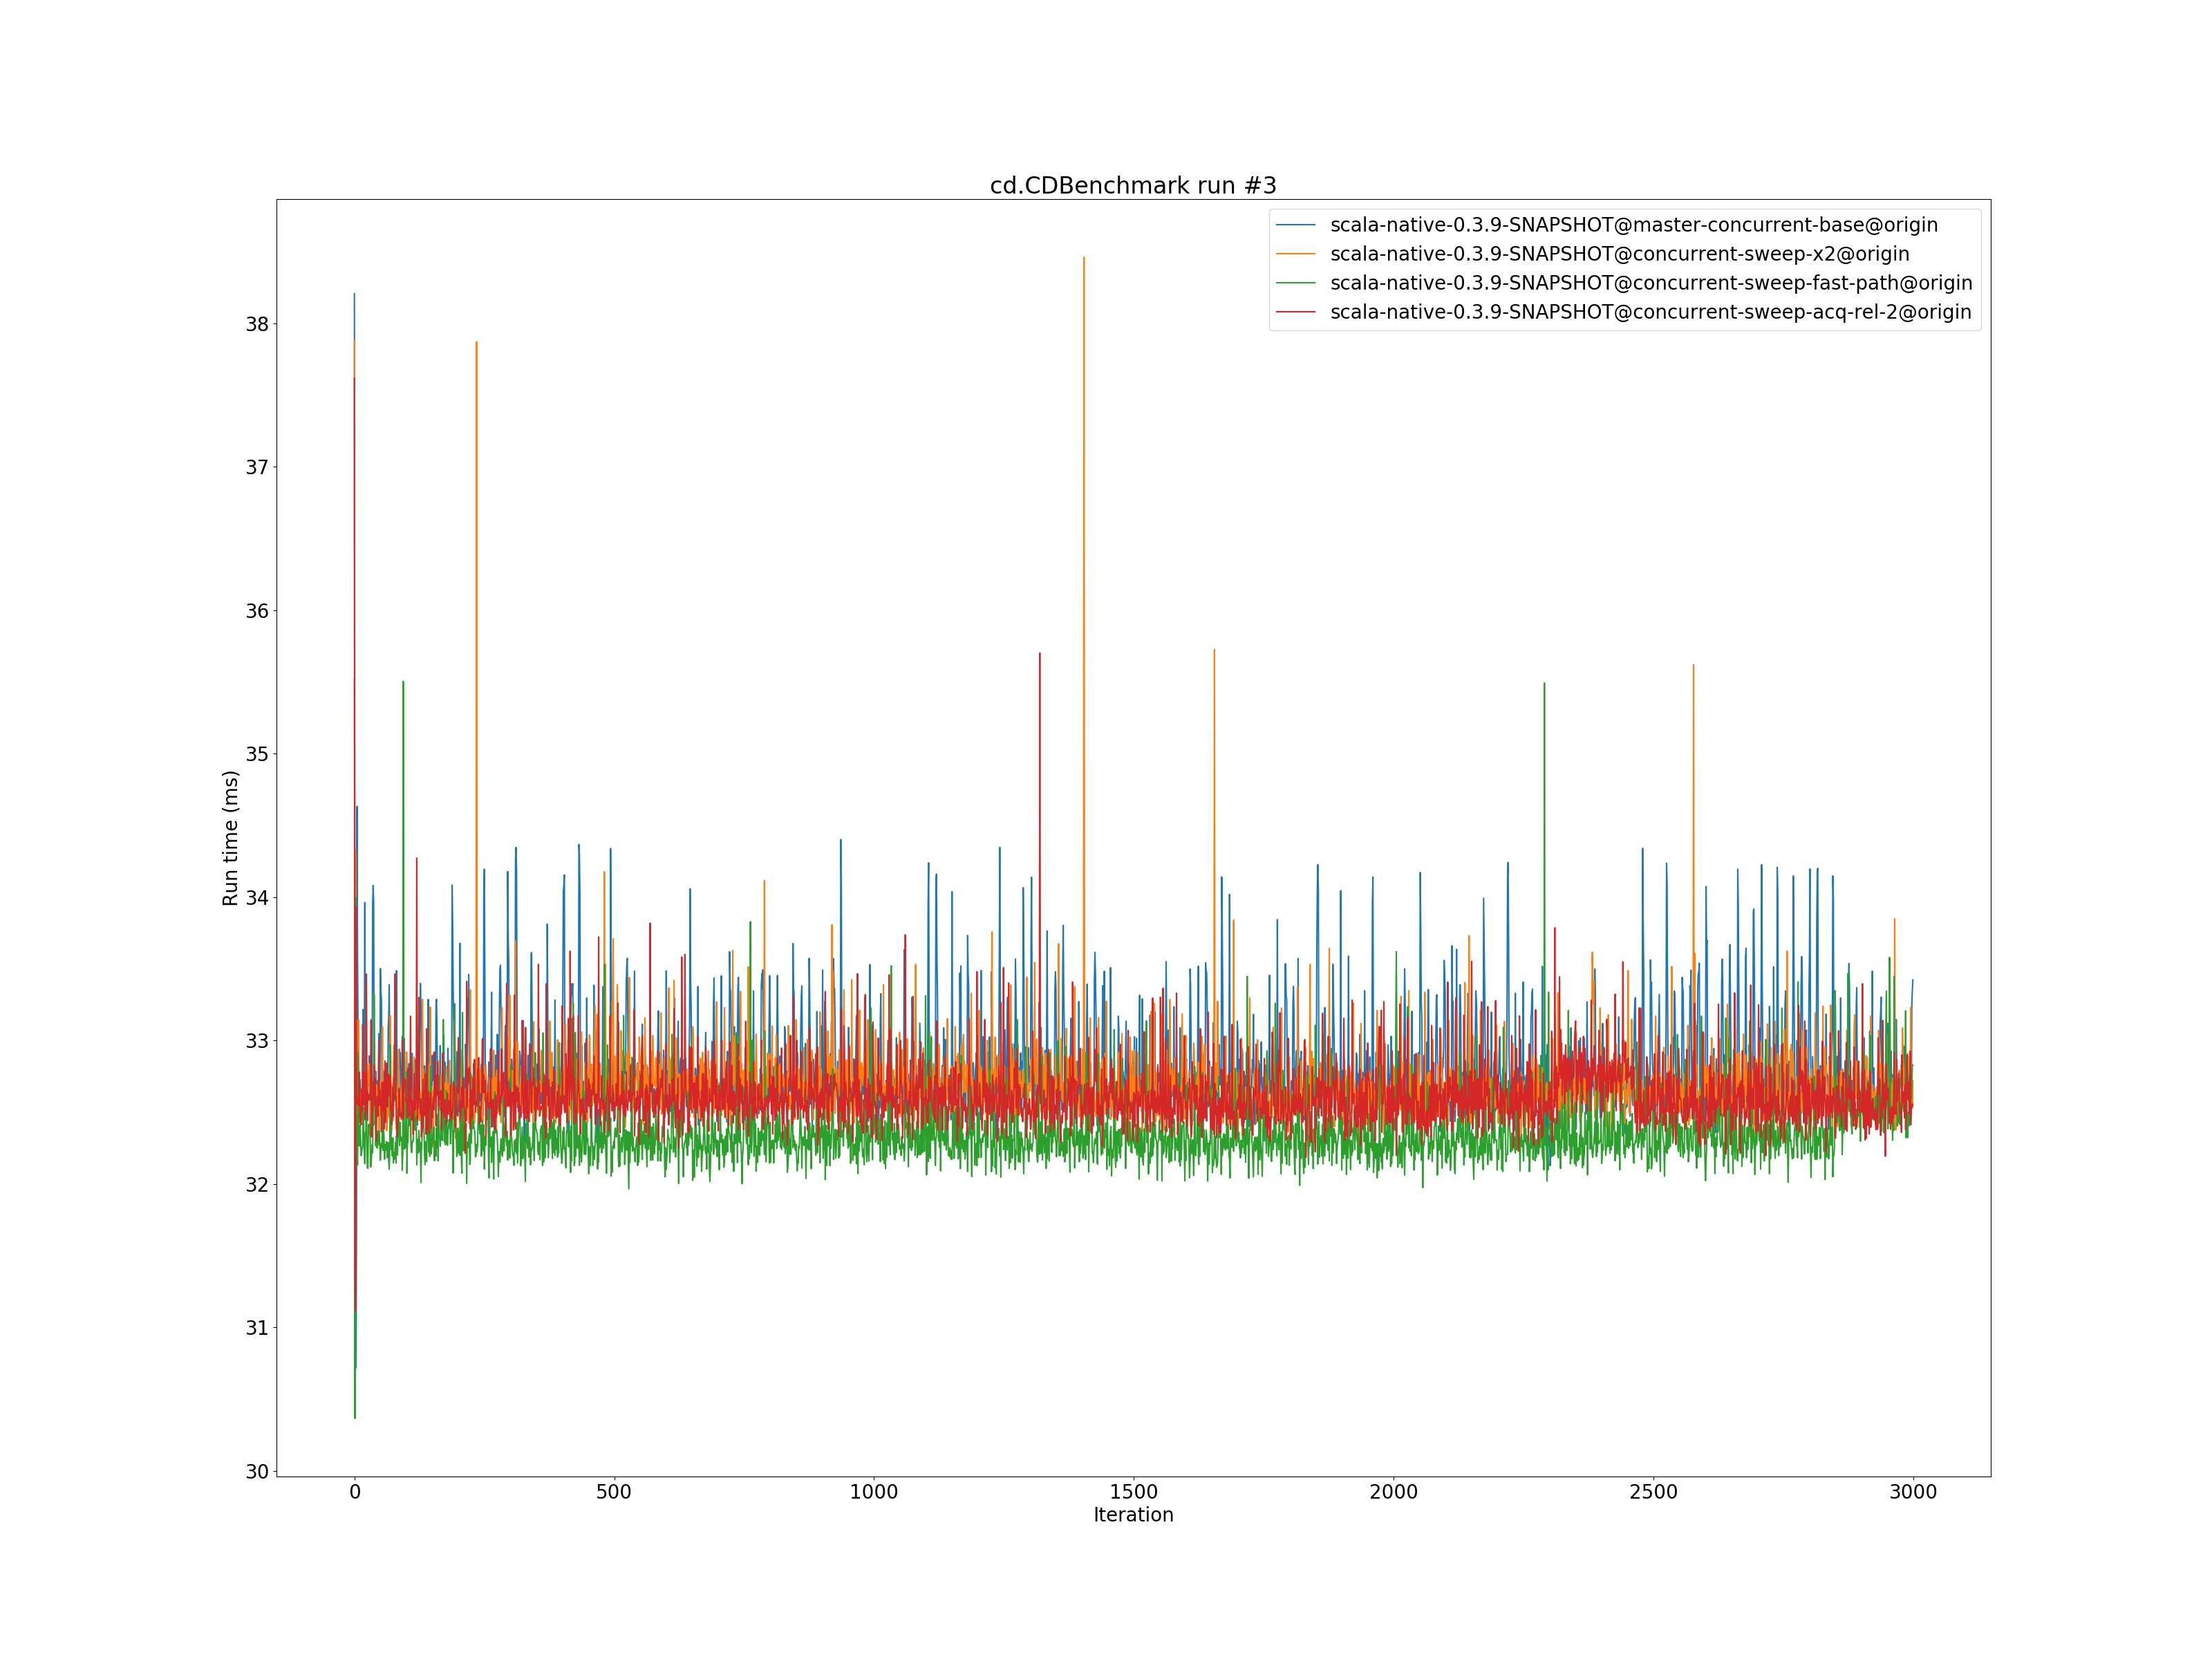 cd.CDBenchmark run #3
scala-native-0.3.9-SNAPSHOT@master-concurrent-base@origin
scala-native-0.3.9-SNAPSHOT@concurrent-sweep-x2@origin
scala-native-0.3.9-SNAPSHOT@concurrent-sweep-fast-path@origin
scala-native-0.3.9-SNAPSHOT@concurrent-sweep-acq-rel-2@origin
38
37
36
35
34
33
32
31
30
Run time (ms)
0 500 1000 1500 2000 2500 3000
Iteration